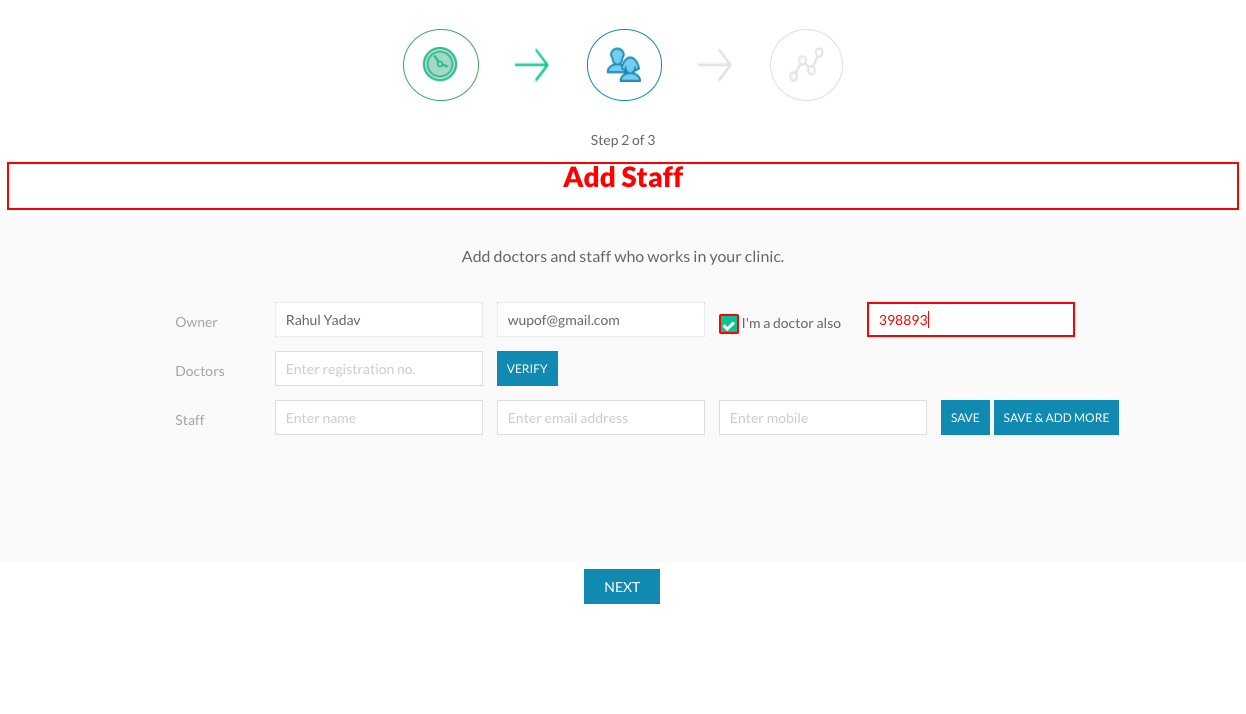 Step 2 of 3
Add Staff
Add doctors and staff who works in your clinic.
Owner Rahul Yadav wupof@gmail.com I'm a doctor also 398893
Doctors Enter registration no. VERIFY
Staff Enter name Enter email address Enter mobile SAVE SAVE & ADD MORE
NEXT